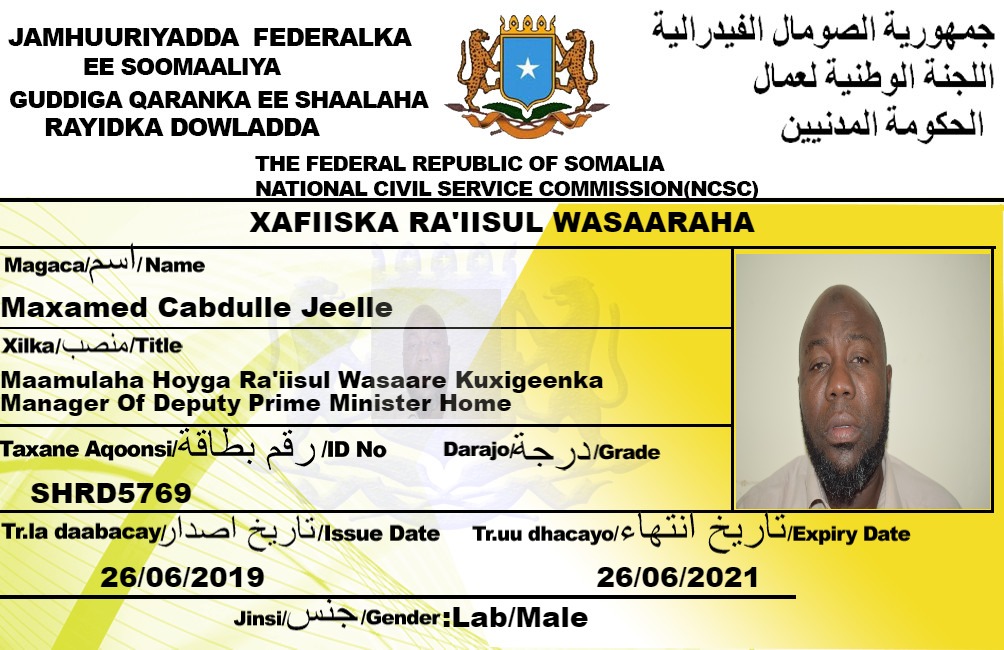 JAMHUURIYADDA FEDERALKA
EE SOOMAALIYA
GUDDIGA QARANKA EE SHAALAHA
RAYIDKA DOWLADDA
جمهورية الصومال الفيدرالية
اللجنة الوطنية لعمال
الحكومة المدنيين
THE FEDERAL REPUBLIC OF SOMALIA
NATIONAL CIVIL SERVICE COMMISSION(NCSC)
XAFIISKA RA'IISUL WASAARAHA
Magaca/اسم/Name
Maxamed Cabdulle Jeelle
Xilka/منصب/Title
Maamulaha Hoyga Ra'iisul Wasaare Kuxigeenka
Manager Of Deputy Prime Minister Home
Taxane Aqoonsi/رقم بطاقة/ID No
Darajo/درجة/Grade
SHRD5769
Tr.la daabacay/تاريخ اصدار/Issue Date
Tr.uu dhacayo/تاريخ انتهاء/Expiry Date
26/06/2019
26/06/2021
Jinsi/جنس/Gender:Lab/Male